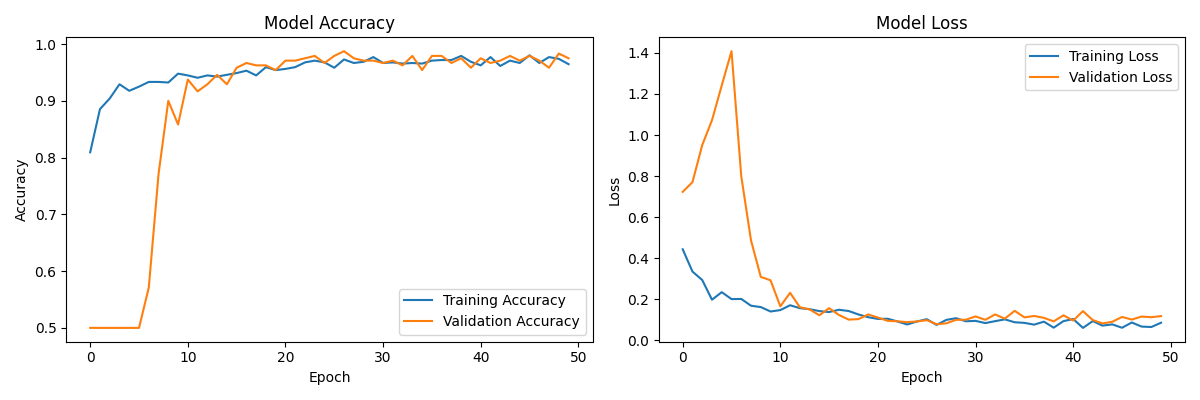 Model Accuracy
1.0
0.9
0.8
0.7
0.6
0.5
Accuracy
0
10
20
30
40
50
Epoch
Training Accuracy
Validation Accuracy
Model Loss
1.4
1.2
1.0
0.8
0.6
0.4
0.2
0.0
Loss
0
10
20
30
40
50
Epoch
Training Loss
Validation Loss